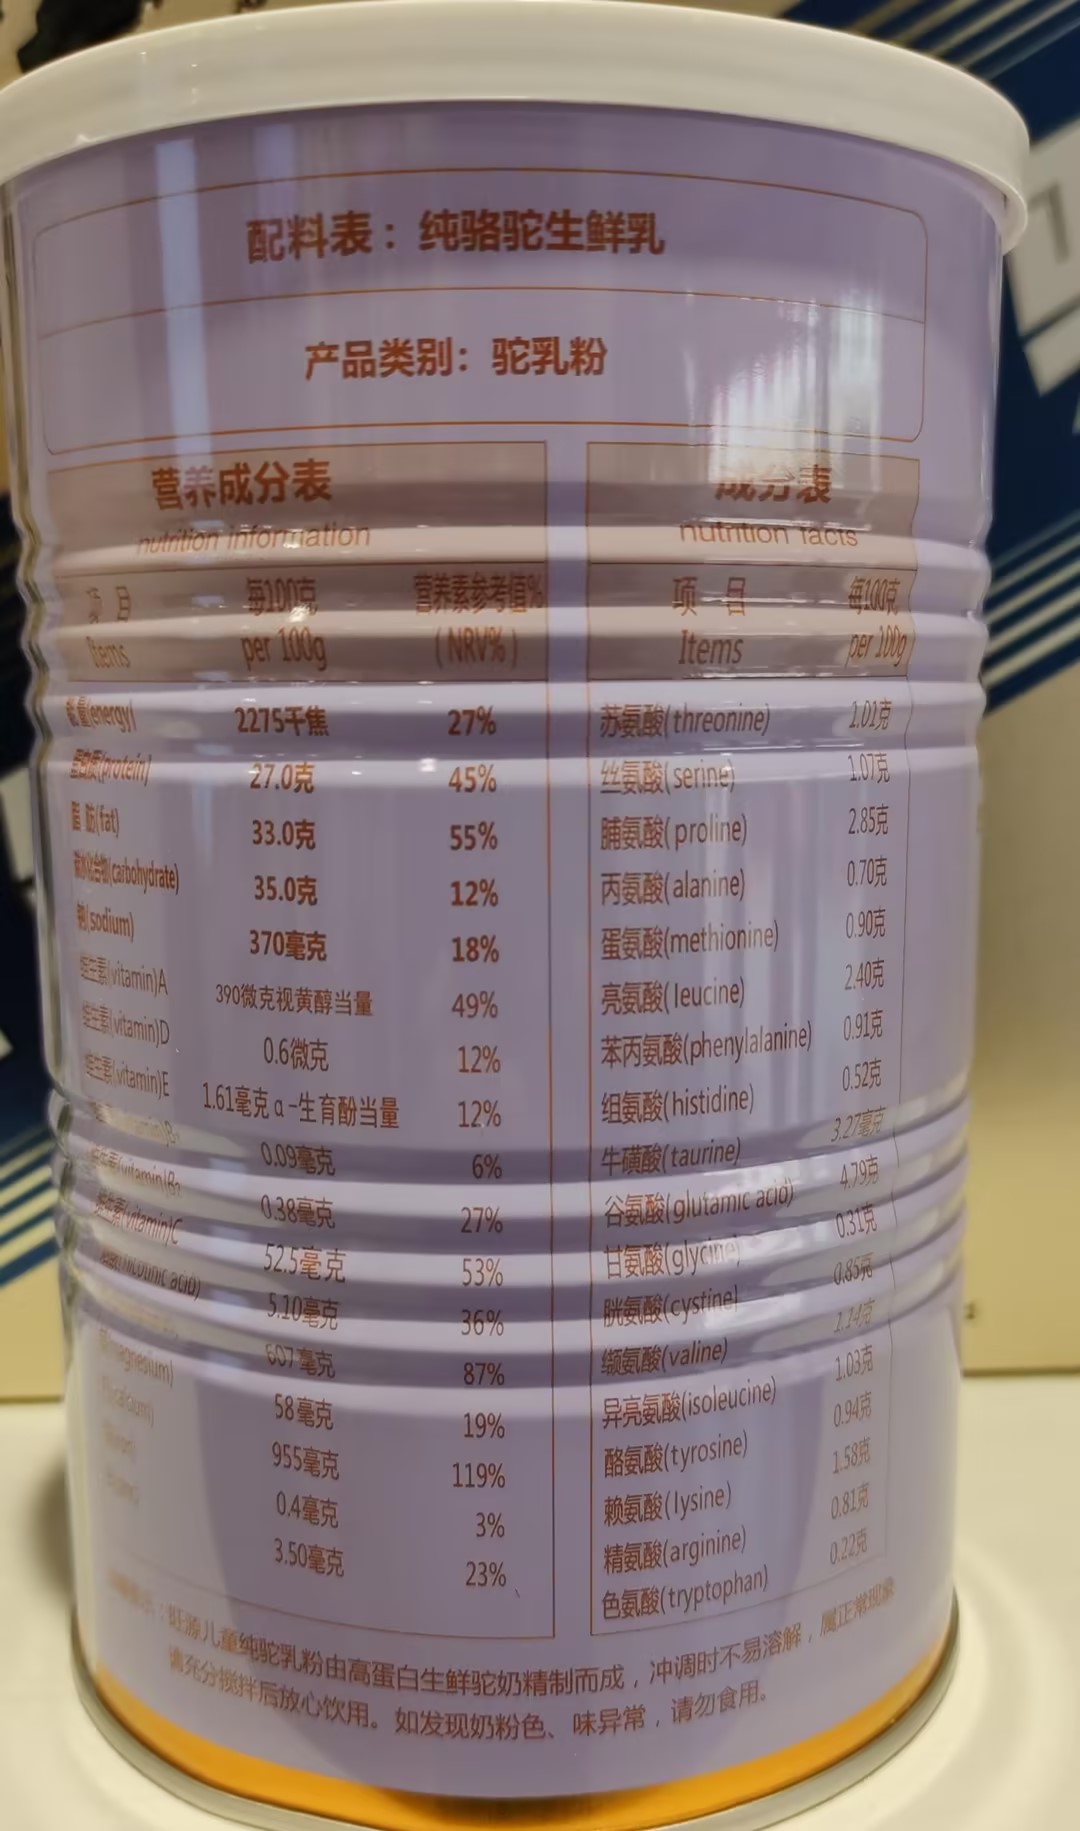 配料表：纯骆驼生鲜乳
产品类别：驼乳粉
营养成分表
nutrition information
项 目 每100克 营养素参考值%
Items per 100g (NRV%)
能量(energy) 2275千焦 27%
蛋白质(protein) 27.0克 45%
脂 肪(fat) 33.0克 55%
碳水化合物(carbohydrate) 35.0克 12%
钠(sodium) 370毫克 18%
维生素(vitamin)A 390微克视黄醇当量 49%
维生素(vitamin)D 0.6微克 12%
维生素(vitamin)E 1.61毫克α-生育酚当量 12%
(vitamin)B₁ 0.09毫克 6%
维生素(vitamin)B₂ 0.38毫克 27%
维生素(vitamin)C 52.5毫克 53%
(nicotinic acid) 5.10毫克 36%
607毫克 87%
(magnesium) 58毫克 19%
(calcium) 955毫克 119%
0.4毫克 3%
3.50毫克 23%
成分表
nutrition facts
项 目 每100克
Items per 100g
苏氨酸(threonine) 1.01克
丝氨酸(serine) 1.07克
脯氨酸(proline) 2.85克
丙氨酸(alanine) 0.70克
蛋氨酸(methionine) 0.90克
亮氨酸(leucine) 2.40克
苯丙氨酸(phenylalanine) 0.91克
组氨酸(histidine) 0.52克
牛磺酸(taurine) 3.27毫克
谷氨酸(glutamic acid) 4.79克
甘氨酸(glycine) 0.31克
胱氨酸(cystine) 0.85克
缬氨酸(valine) 1.14克
异亮氨酸(isoleucine) 1.03克
酪氨酸(tyrosine) 0.94克
赖氨酸(lysine) 1.58克
精氨酸(arginine) 0.81克
色氨酸(tryptophan) 0.22克
：旺源儿童纯驼乳粉由高蛋白生鲜驼奶精制而成，冲调时不易溶解，属正常现象
请充分搅拌后放心饮用。如发现奶粉色、味异常，请勿食用。